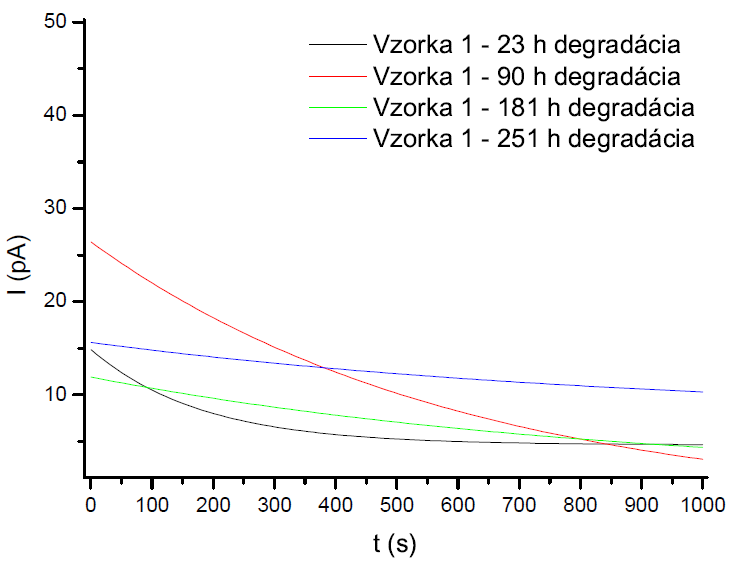 50
Vzorka 1 - 23 h degradácia
Vzorka 1 - 90 h degradácia
Vzorka 1 - 181 h degradácia
Vzorka 1 - 251 h degradácia
40
30
I (pA)
20
10
0 100 200 300 400 500 600 700 800 900 1000
t (s)